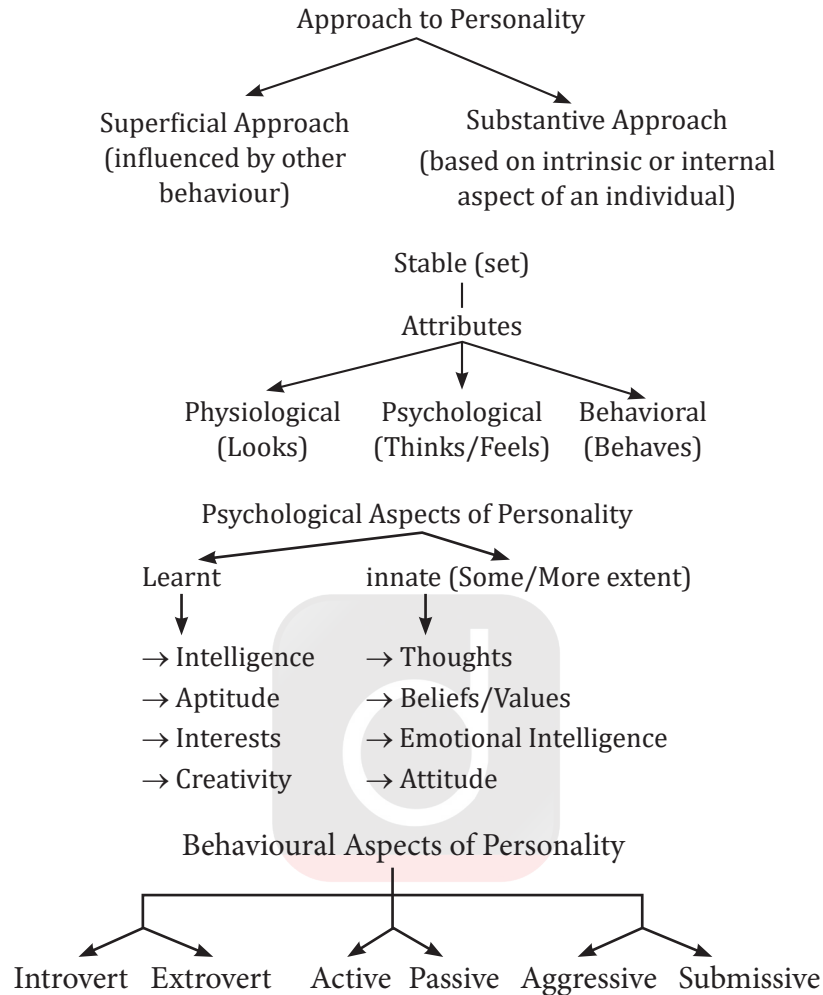 Approach to Personality
Superficial Approach
(influenced by other
behaviour)
Substantive Approach
(based on intrinsic or internal
aspect of an individual)
Stable (set)
Attributes
Physiological
(Looks)
Psychological
(Thinks/Feels)
Behavioral
(Behaves)
Psychological Aspects of Personality
Learnt
→ Intelligence
→ Aptitude
→ Interests
→ Creativity
innate (Some/More extent)
→ Thoughts
→ Beliefs/Values
→ Emotional Intelligence
→ Attitude
Behavioural Aspects of Personality
Introvert Extrovert Active Passive Aggressive Submissive